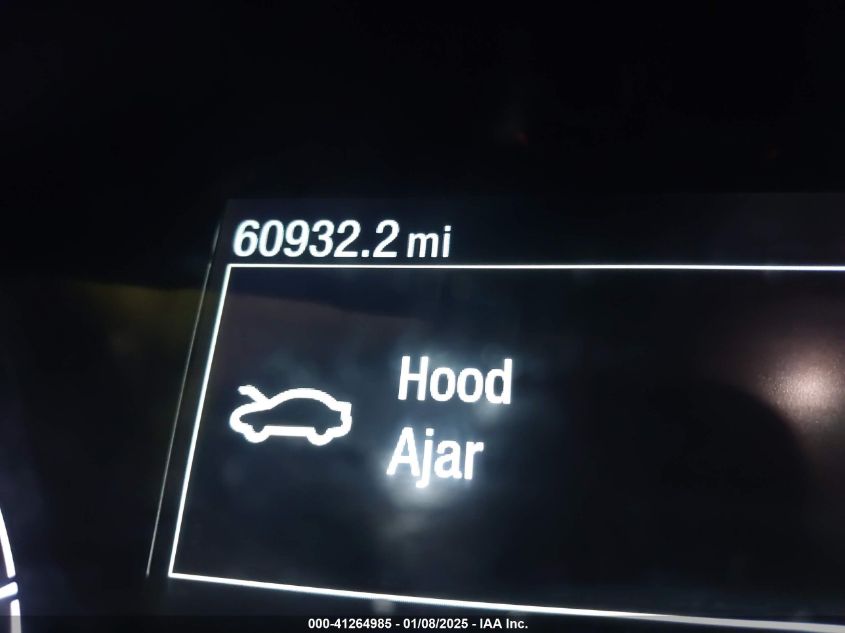 60932.2 mi
Hood
Ajar
000-41264985 - 01/08/2025 - IAA Inc.